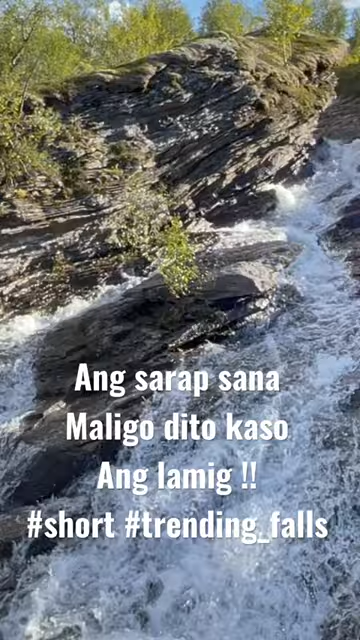 Ang sarap sana
Maligo dito kaso
Ang lamig !!
#short #trending_falls